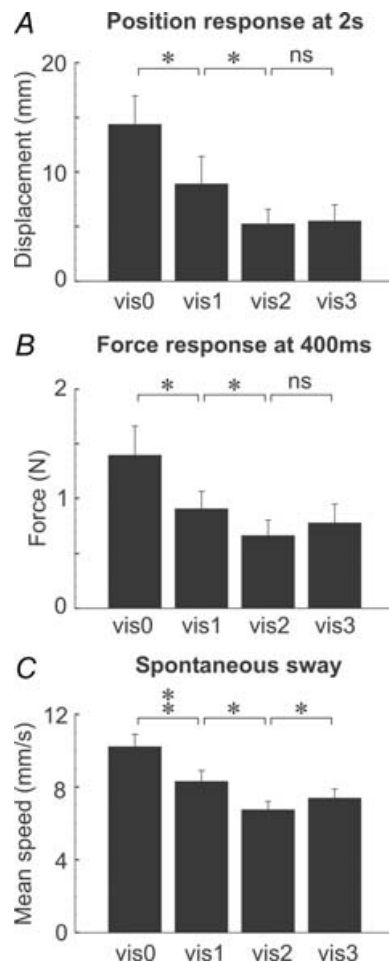 A Position response at 2s
* * ns
20
10
0
Displacement (mm)
vis0 vis1 vis2 vis3
B Force response at 400ms
* * ns
2
1
0
Force (N)
vis0 vis1 vis2 vis3
C Spontaneous sway
*
* * *
12
8
4
0
Mean speed (mm/s)
vis0 vis1 vis2 vis3